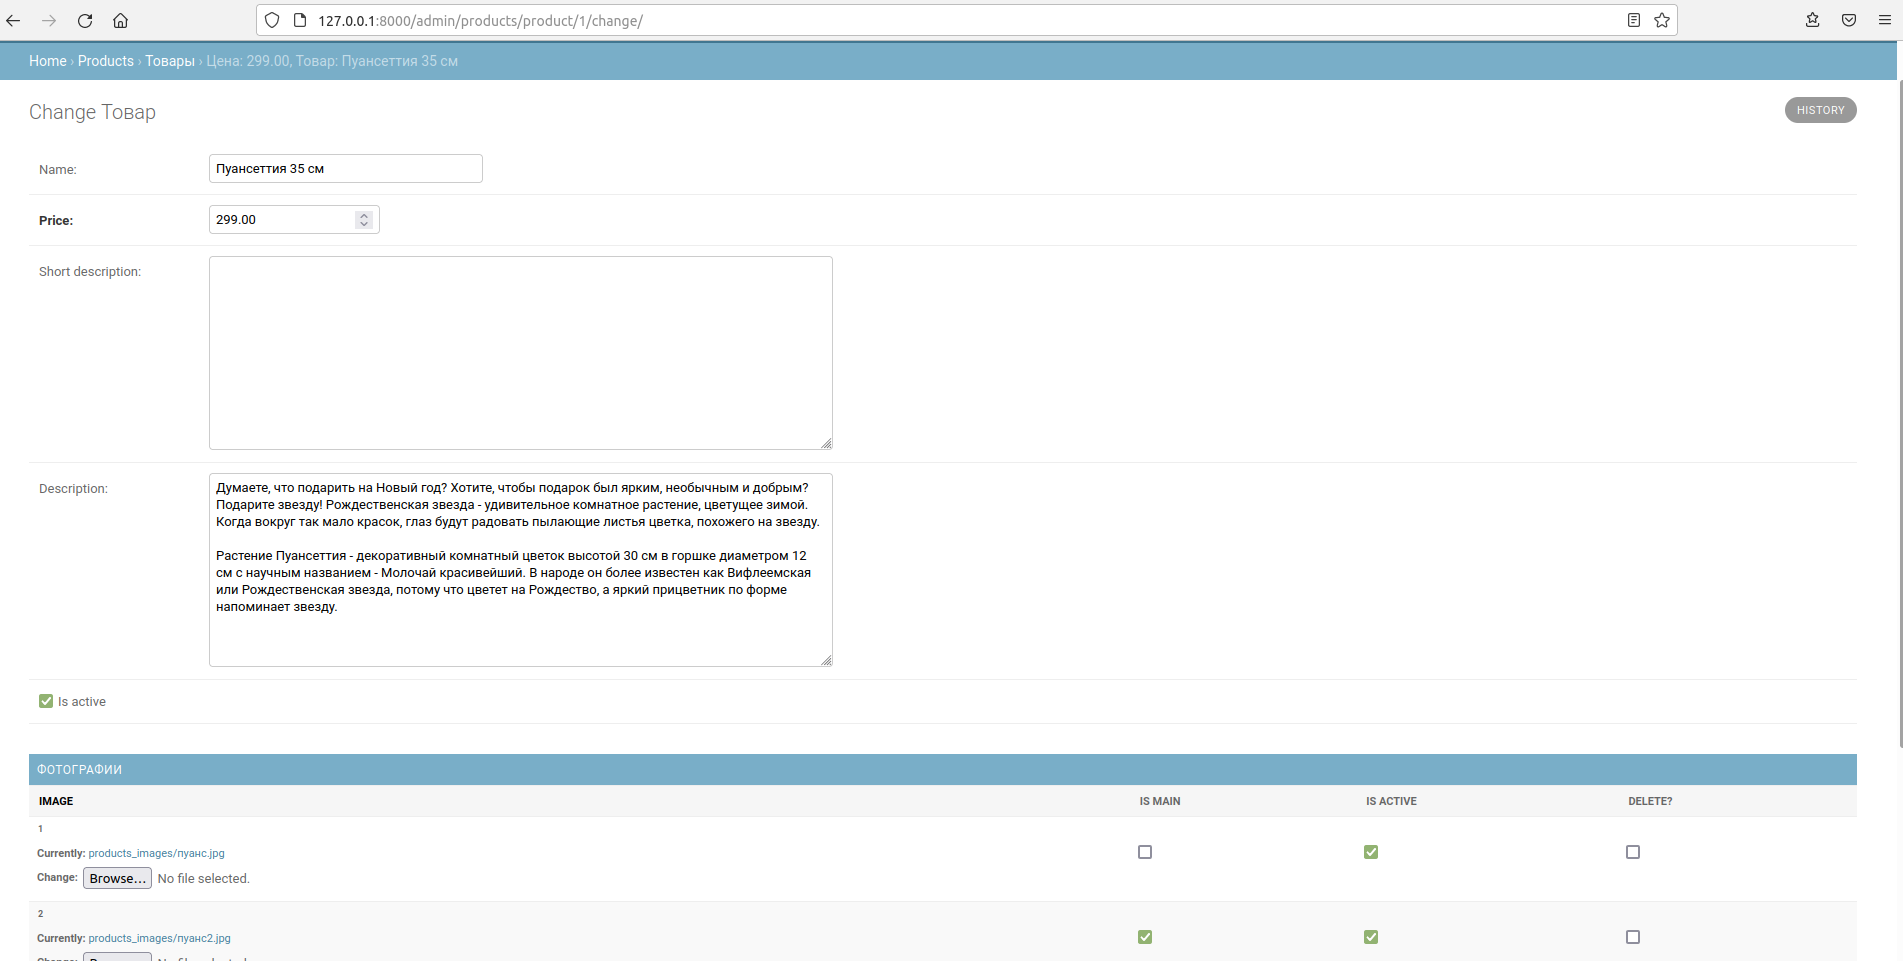 127.0.0.1:8000/admin/products/product/1/change/
Home › Products › Товары › Цена: 299.00, Товар: Пуансеттия 35 см
Change Товар
HISTORY
Name:
Пуансеттия 35 см
Price:
299.00
Short description:
Description:
Думаете, что подарить на Новый год? Хотите, чтобы подарок был ярким, необычным и добрым?
Подарите звезду! Рождественская звезда - удивительное комнатное растение, цветущее зимой.
Когда вокруг так мало красок, глаз будут радовать пылающие листья цветка, похожего на звезду.
Растение Пуансеттия - декоративный комнатный цветок высотой 30 см в горшке диаметром 12
см с научным названием - Молочай красивейший. В народе он более известен как Вифлеемская
или Рождественская звезда, потому что цветет на Рождество, а яркий прицветник по форме
напоминает звезду.
Is active
ФОТОГРАФИИ
IMAGE IS MAIN IS ACTIVE DELETE?
1
Currently: products_images/пуанс.jpg
Change: Browse... No file selected.
2
Currently: products_images/пуанс2.jpg